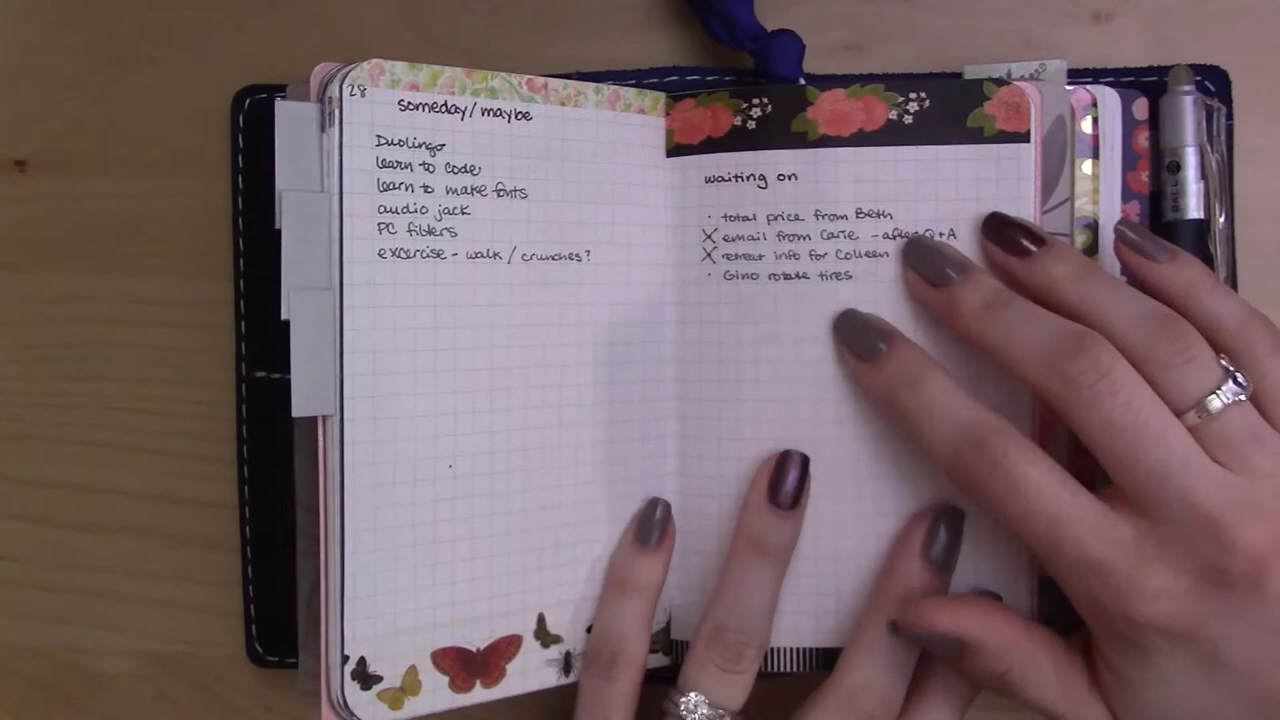 28
someday/maybe
Duolingo
learn to code
learn to make fonts
audio jack
PC filters
excercise - walk / crunches?
waiting on
· total price from Beth
X email from Carie - after Q+A
X retreat info for Colleen
· Gino rotate tires